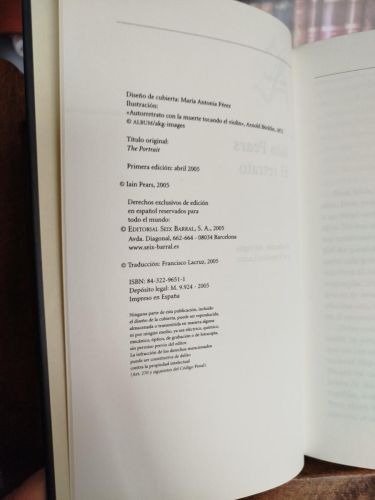 Diseño de cubierta: María Antonia Pérez
Ilustración:
«Autorretrato con la muerte tocando el violín», Arnold Böcklin, 1872
© ALBUM/akg-images
Título original:
The Portrait
Primera edición: abril 2005
© Iain Pears, 2005
Derechos exclusivos de edición
en español reservados para
todo el mundo:
© EDITORIAL SEIX BARRAL, S. A., 2005
Avda. Diagonal, 662-664 - 08034 Barcelona
www.seix-barral.es
© Traducción: Francisco Lacruz, 2005
ISBN: 84-322-9651-1
Depósito legal: M. 9.924 - 2005
Impreso en España
Ninguna parte de esta publicación, incluido
el diseño de la cubierta, puede ser reproducida,
almacenada o transmitida en manera alguna
ni por ningún medio, ya sea eléctrico, químico,
mecánico, óptico, de grabación o de fotocopia,
sin permiso previo del editor.
La infracción de los derechos mencionados
puede ser constitutiva de delito
contra la propiedad intelectual
(Art. 270 y siguientes del Código Penal).